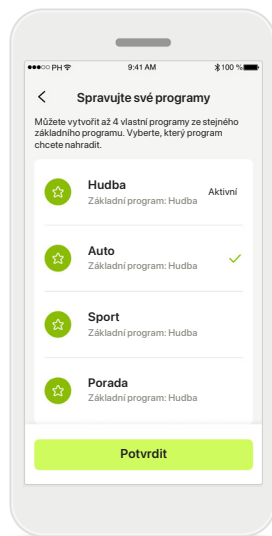 ●●●○○ PH 9:41 AM 100 %
Spravujte své programy
Můžete vytvořit až 4 vlastní programy ze stejného
základního programu. Vyberte, který program
chcete nahradit.
Hudba
Aktivní
Základní program: Hudba
Auto
Základní program: Hudba
Sport
Základní program: Hudba
Porada
Základní program: Hudba
Potvrdit